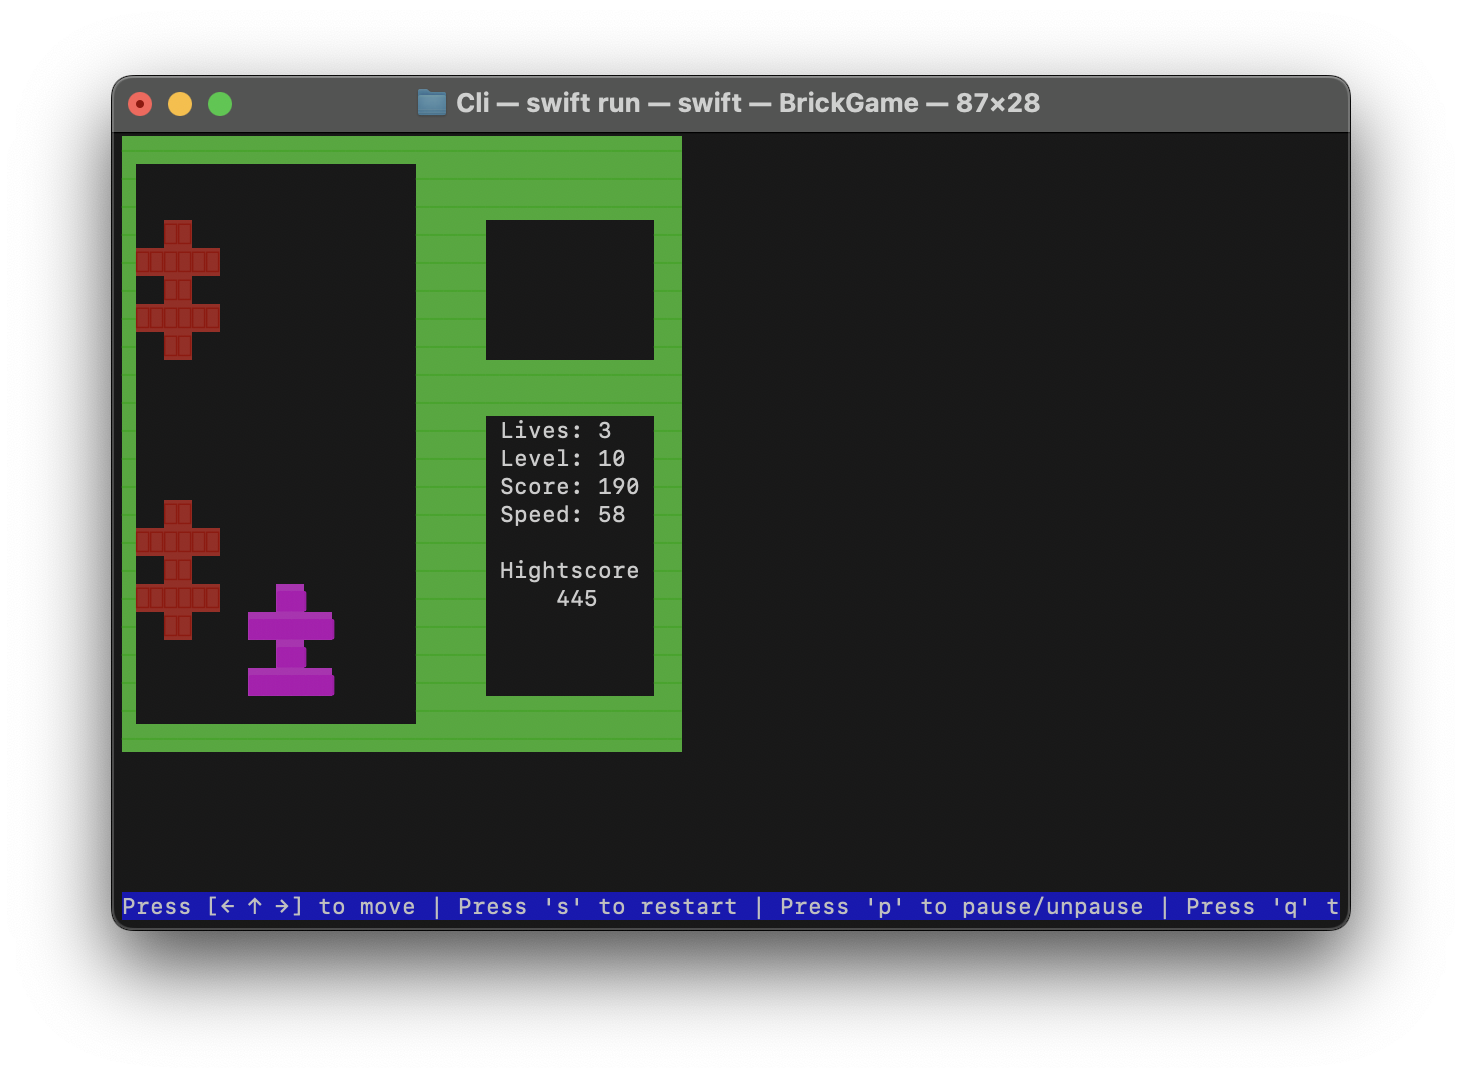 Cli — swift run — swift — BrickGame — 87×28
Lives: 3
Level: 10
Score: 190
Speed: 58
Hightscore
445
Press [← ↑ →] to move | Press 's' to restart | Press 'p' to pause/unpause | Press 'q' t